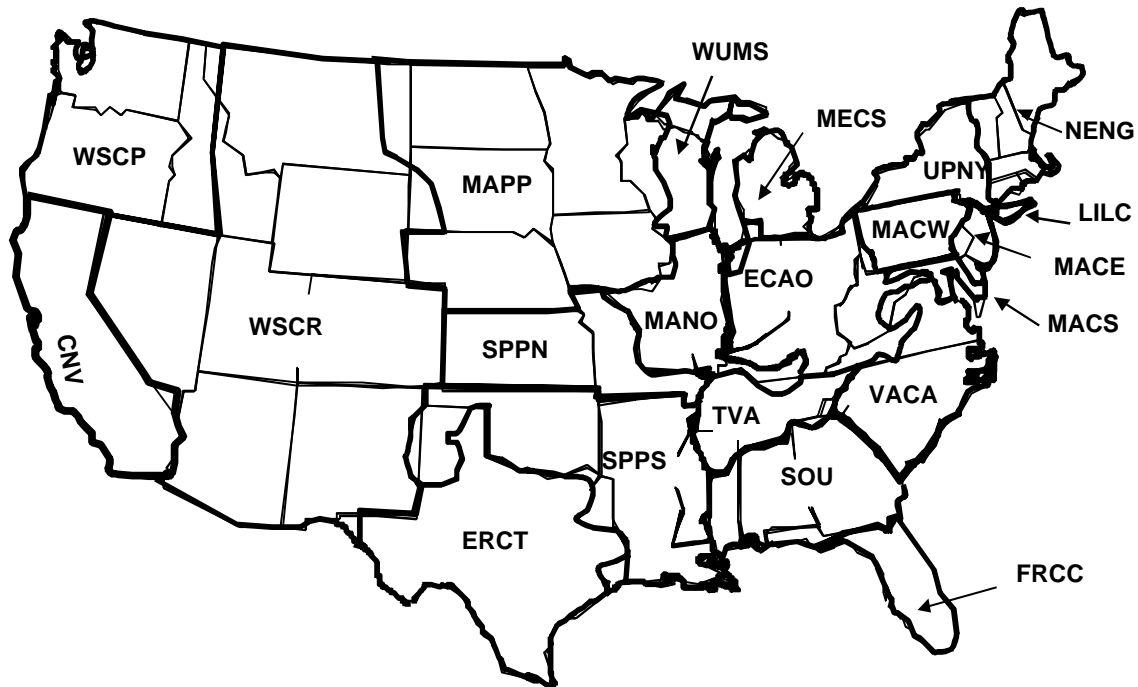 WUMS
MECS
NENG
WSCP
UPNY
MAPP
LILC
MACW
MACE
ECAO
MACS
WSCR
MANO
SPPN
CNV
VACA
TVA
SPPS
SOU
ERCT
FRCC